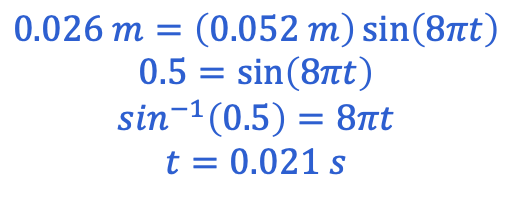 0.026 m = (0.052 m) sin(8πt)
0.5 = sin(8πt)
sin⁻¹(0.5) = 8πt
t = 0.021 s